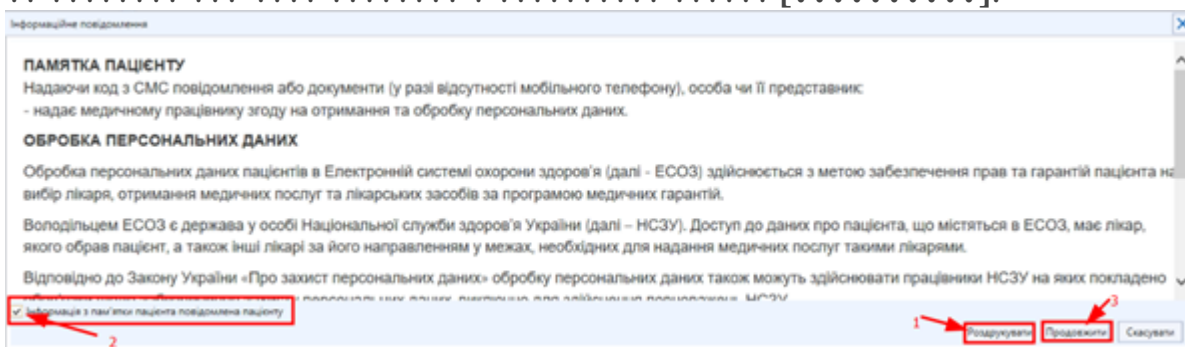 Інформаційне повідомлення
ПАМЯТКА ПАЦІЄНТУ
Надаючи код з СМС повідомлення або документи (у разі відсутності мобільного телефону), особа чи її представник:
- надає медичному працівнику згоду на отримання та обробку персональних даних.
ОБРОБКА ПЕРСОНАЛЬНИХ ДАНИХ
Обробка персональних даних пацієнтів в Електронній системі охорони здоров'я (далі - ЕСОЗ) здійснюється з метою забезпечення прав та гарантій пацієнта на
вибір лікаря, отримання медичних послуг та лікарських засобів за програмою медичних гарантій.
Володільцем ЕСОЗ є держава у особі Національної служби здоров'я України (далі – НСЗУ). Доступ до даних про пацієнта, що містяться в ЕСОЗ, має лікар,
якого обрав пацієнт, а також інші лікарі за його направленням у межах, необхідних для надання медичних послуг такими лікарями.
Відповідно до Закону України «Про захист персональних даних» обробку персональних даних також можуть здійснювати працівники НСЗУ на яких покладено
Інформація з пам'ятки пацієнта повідомлена пацієнту
2
1
3
Роздрукувати Продовжити Скасувати